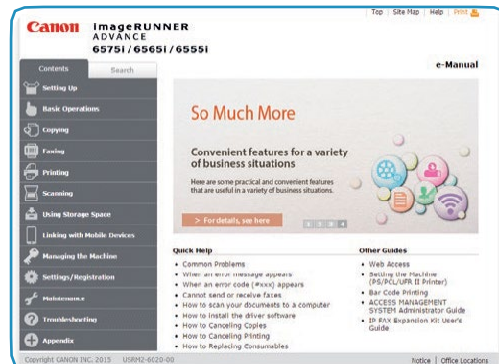 Top | Site Map | Help | Print
Canon
imageRUNNER
ADVANCE
6575i / 6565i / 6555i
e-Manual
Contents
Search
Setting Up
Basic Operations
Copying
Faxing
Printing
Scanning
Using Storage Space
Linking with Mobile Devices
Managing the Machine
Settings/Registration
Maintenance
Troubleshooting
Appendix
So Much More
Convenient features for a variety
of business situations
Here are some practical and convenient features
that are useful in a variety of business situations.
> For details, see here
1 2 3 4
Quick Help
• Common Problems
• When an error message appears
• When an error code (#xxx) appears
• Cannot send or receive faxes
• How to scan your documents to a computer
• How to install the driver software
• How to Canceling Copies
• How to Canceling Printing
• How to Replacing Consumables
Other Guides
• Web Access
• Setting the Machine
(PS/PCL/UFR II Printer)
• Bar Code Printing
• ACCESS MANAGEMENT
SYSTEM Administrator Guide
• IP FAX Expansion Kit User's
Guide
Copyright CANON INC. 2015 USRM2-6C20-00
Notice | Office Locations